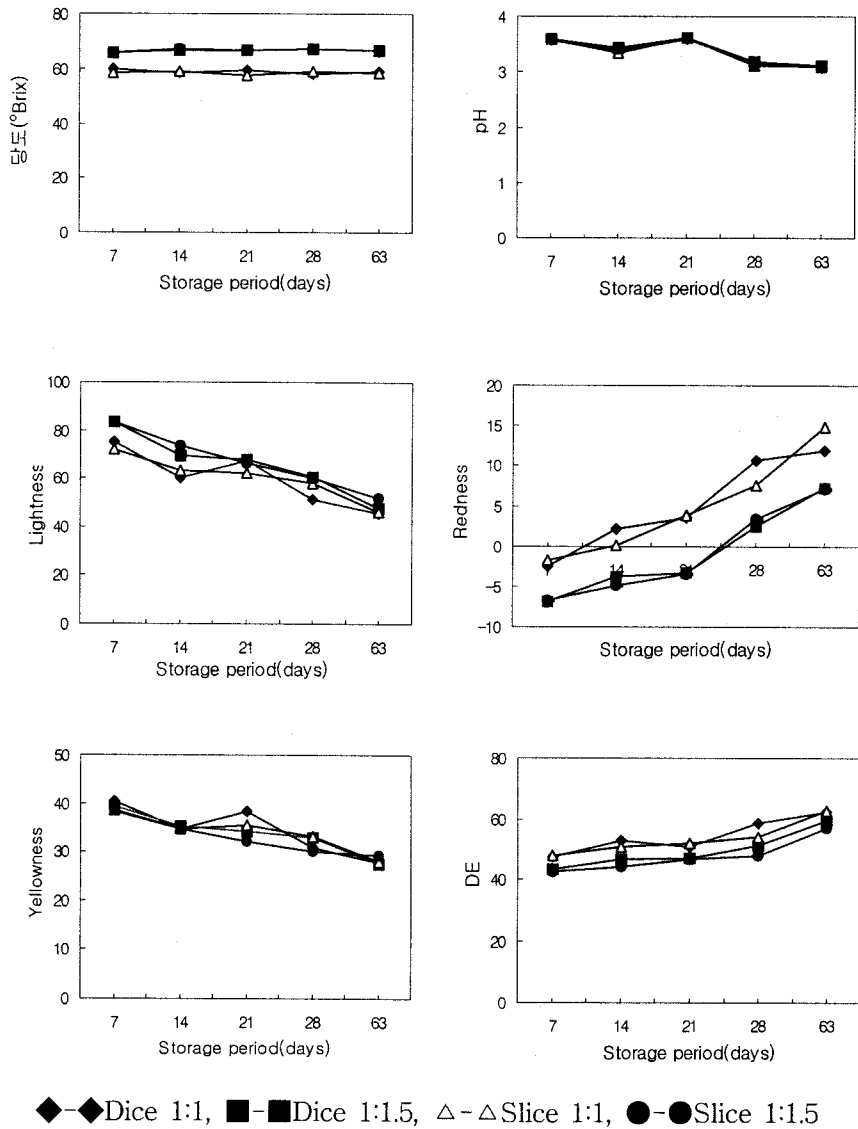 80
60
40
20
0
당도(°Brix)
7 14 21 28 63
Storage period(days)
4
3
2
1
0
pH
7 14 21 28 63
Storage period(days)
100
80
60
40
20
0
Lightness
7 14 21 28 63
Storage period(days)
20
15
10
5
0
-5
-10
Redness
7 14 21 28 63
Storage period(days)
50
40
30
20
10
0
Yellowness
7 14 21 28 63
Storage period(days)
80
60
40
20
0
DE
7 14 21 28 63
Storage period(days)
◆-◆Dice 1:1, ■-■Dice 1:1.5, △-△Slice 1:1, ●-●Slice 1:1.5